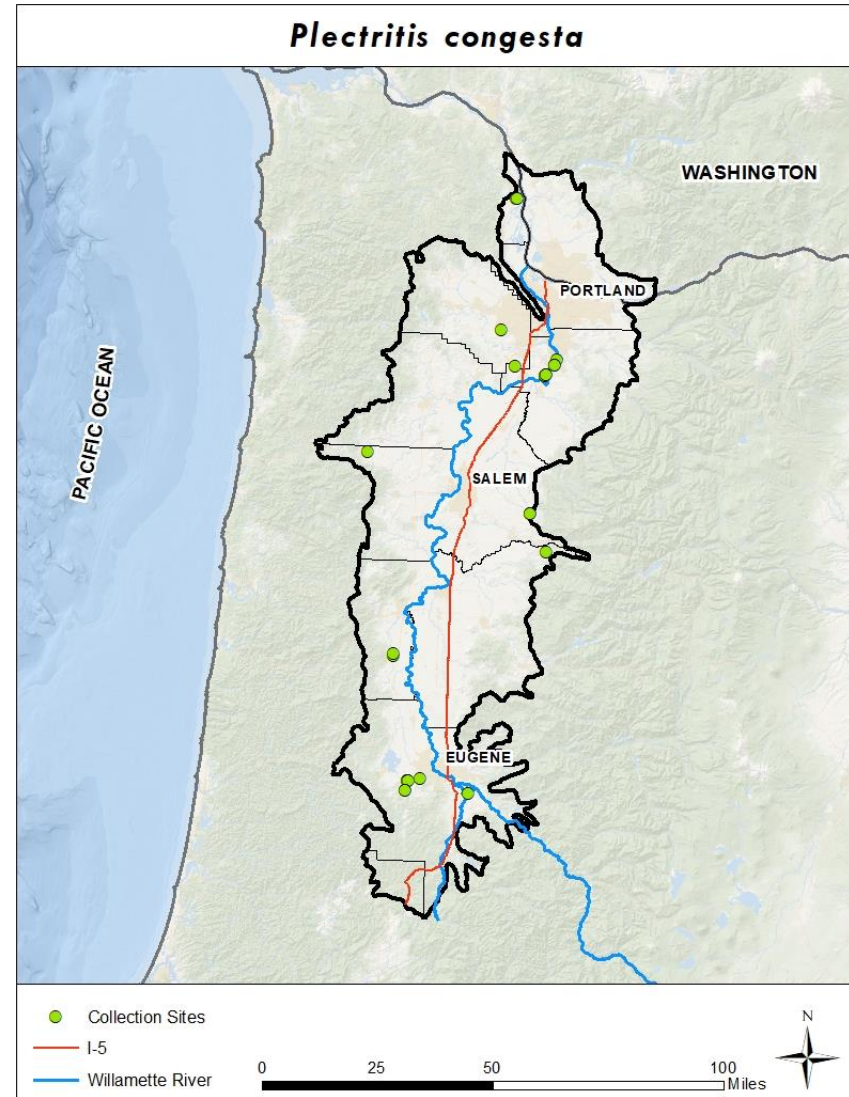 Plectritis congesta
WASHINGTON
PORTLAND
PACIFIC OCEAN
SALEM
EUGENE
Collection Sites
I-5
Willamette River
0 25 50 100
Miles
N